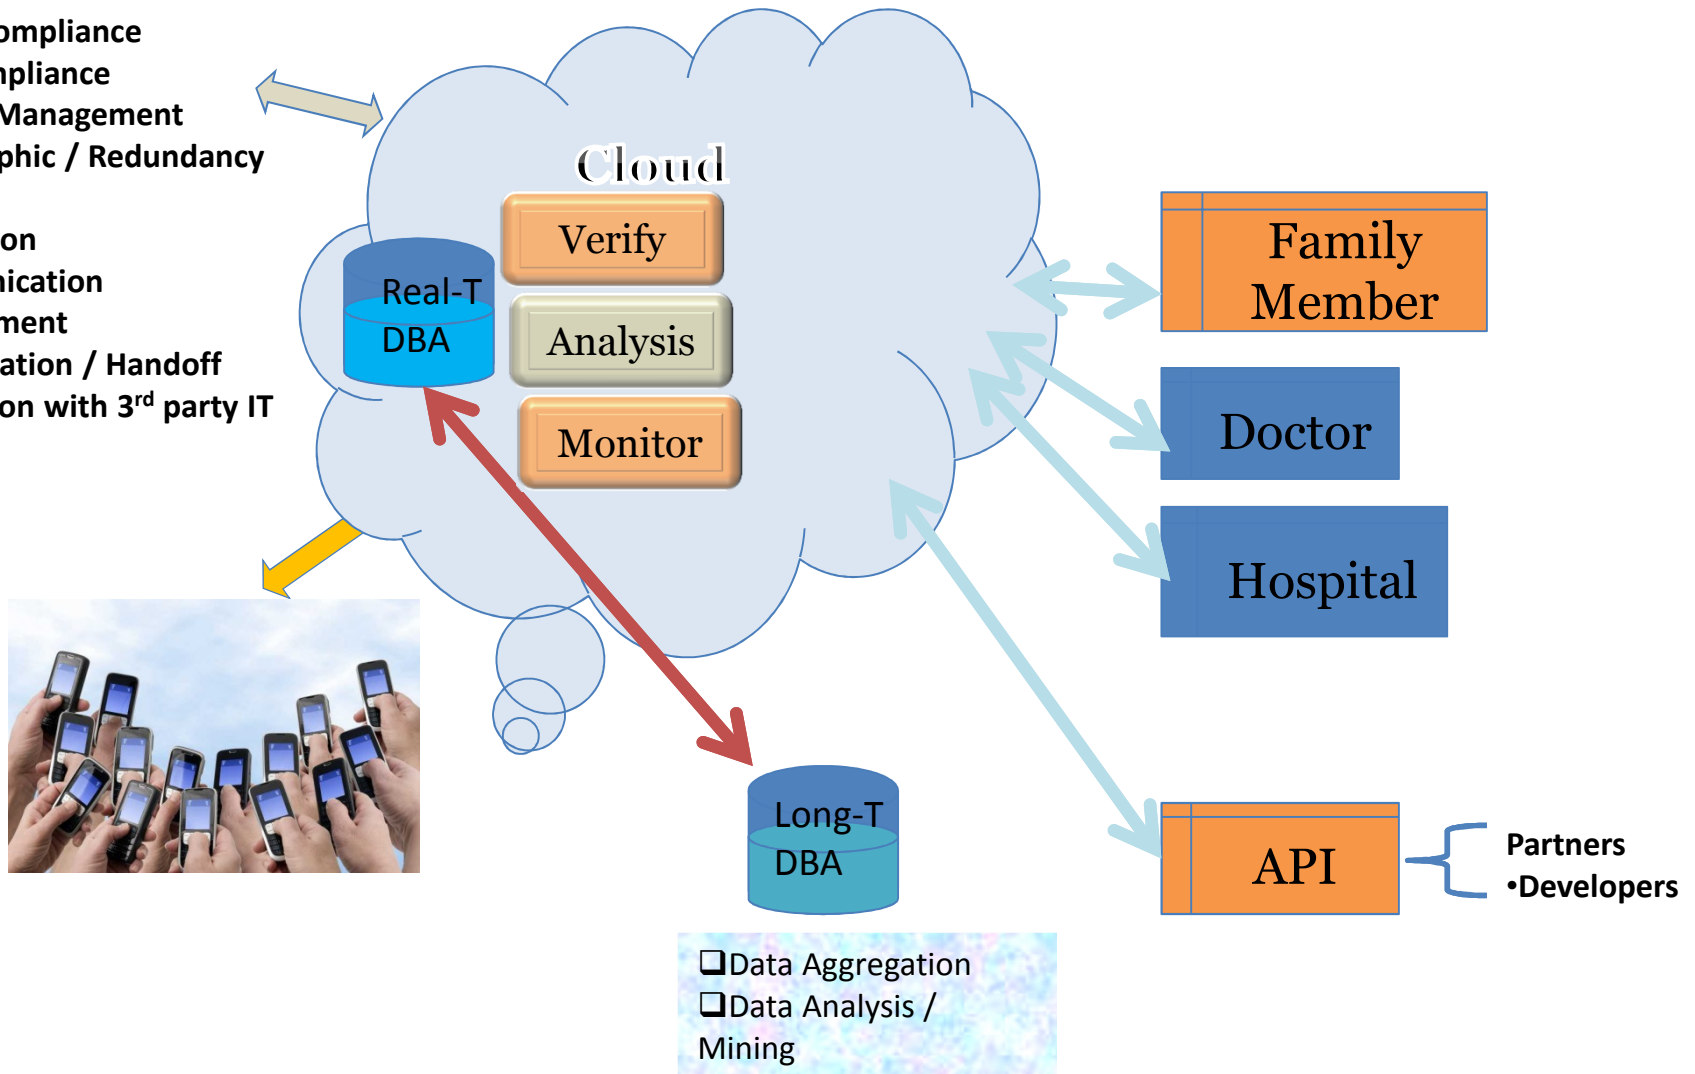 ompliance
mpliance
Management
phic / Redundancy
on
nication
ment
ation / Handoff
on with 3rd party IT
Cloud
Verify
Real-T
DBA
Analysis
Monitor
Family
Member
Doctor
Hospital
Long-T
DBA
API
Partners
•Developers
❑Data Aggregation
❑Data Analysis /
Mining